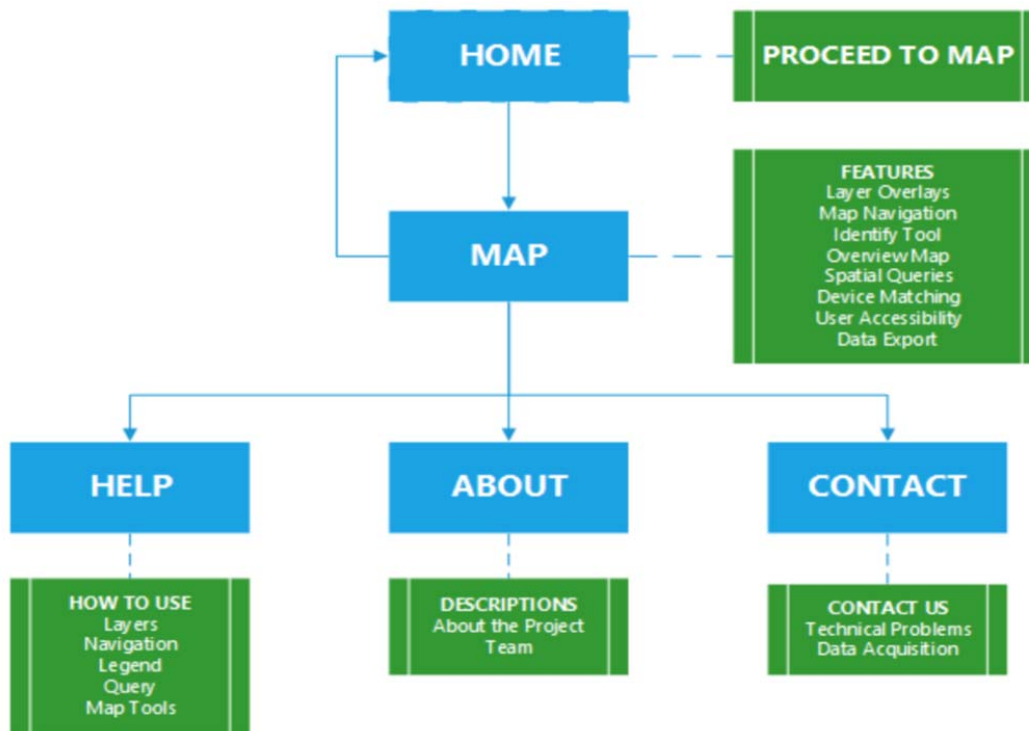 HOME
PROCEED TO MAP
MAP
FEATURES
Layer Overlays
Map Navigation
Identify Tool
Overview Map
Spatial Queries
Device Matching
User Accessibility
Data Export
HELP
ABOUT
CONTACT
HOW TO USE
Layers
Navigation
Legend
Query
Map Tools
DESCRIPTIONS
About the Project
Team
CONTACT US
Technical Problems
Data Acquisition